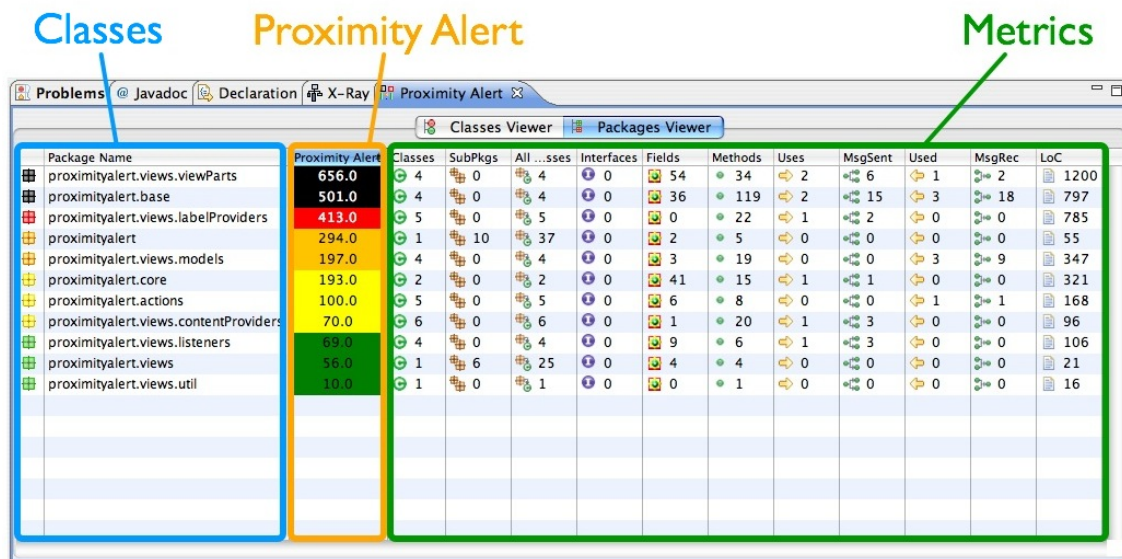 Classes Proximity Alert Metrics
Problems @ Javadoc Declaration X-Ray Proximity Alert
Classes Viewer Packages Viewer
Package Name Proximity Alert Classes SubPkgs All ...sses Interfaces Fields Methods Uses MsgSent Used MsgRec LoC
proximityalert.views.viewParts 656.0 4 0 4 0 54 34 2 6 1 2 1200
proximityalert.base 501.0 4 0 4 0 36 119 2 15 3 18 797
proximityalert.views.labelProviders 413.0 5 0 5 0 0 22 1 2 0 0 785
proximityalert 294.0 1 10 37 0 2 5 0 0 0 0 55
proximityalert.views.models 197.0 4 0 4 0 3 19 0 0 3 9 347
proximityalert.core 193.0 2 0 2 0 41 15 1 1 0 0 321
proximityalert.actions 100.0 5 0 5 0 6 8 0 0 1 1 168
proximityalert.views.contentProviders 70.0 6 0 6 0 1 20 1 3 0 0 96
proximityalert.views.listeners 69.0 4 0 4 0 9 6 1 3 0 0 106
proximityalert.views 56.0 1 6 25 0 4 4 0 0 0 0 21
proximityalert.views.util 10.0 1 0 1 0 0 1 0 0 0 0 16